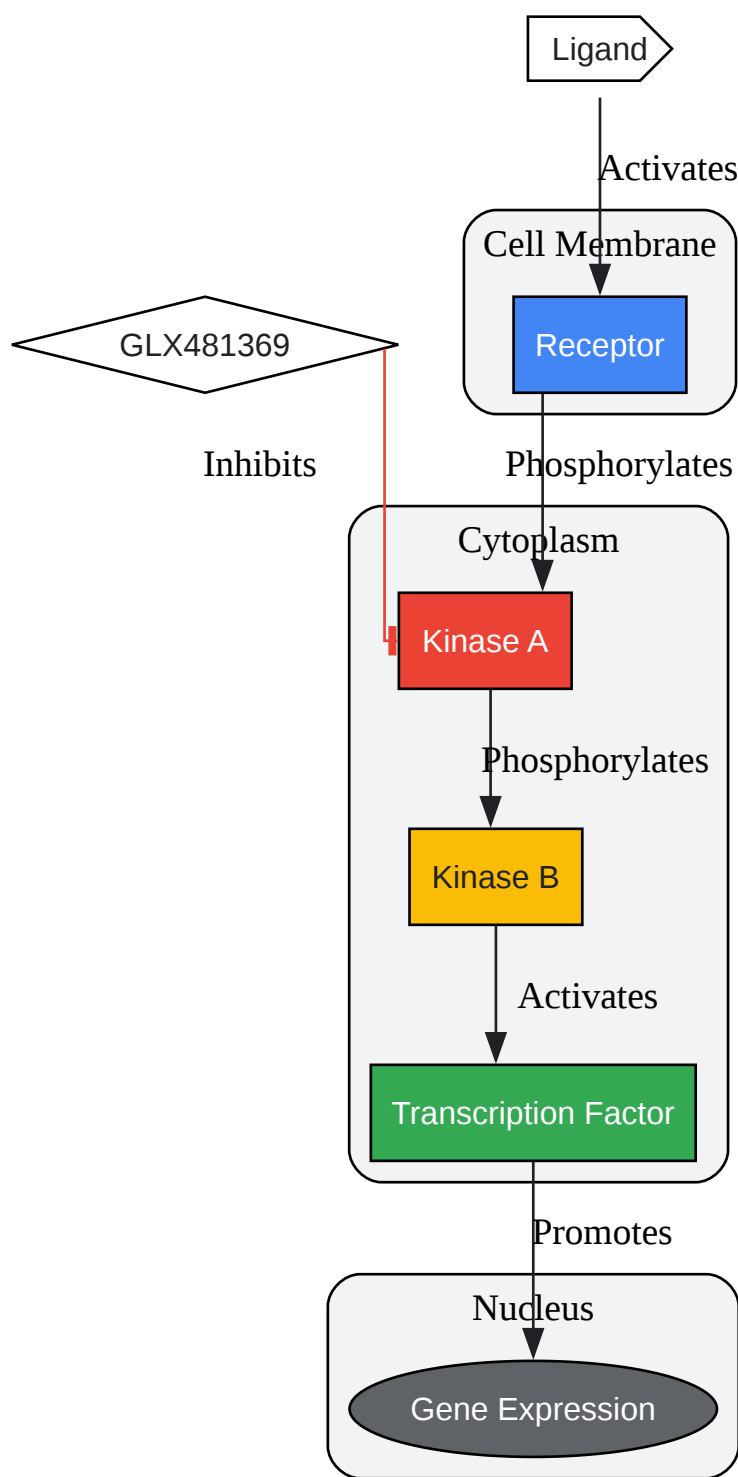 Ligand
Activates
Cell Membrane
GLX481369
Receptor
Inhibits
Phosphorylates
Cytoplasm
Kinase A
Phosphorylates
Kinase B
Activates
Transcription Factor
Promotes
Nucleus
Gene Expression